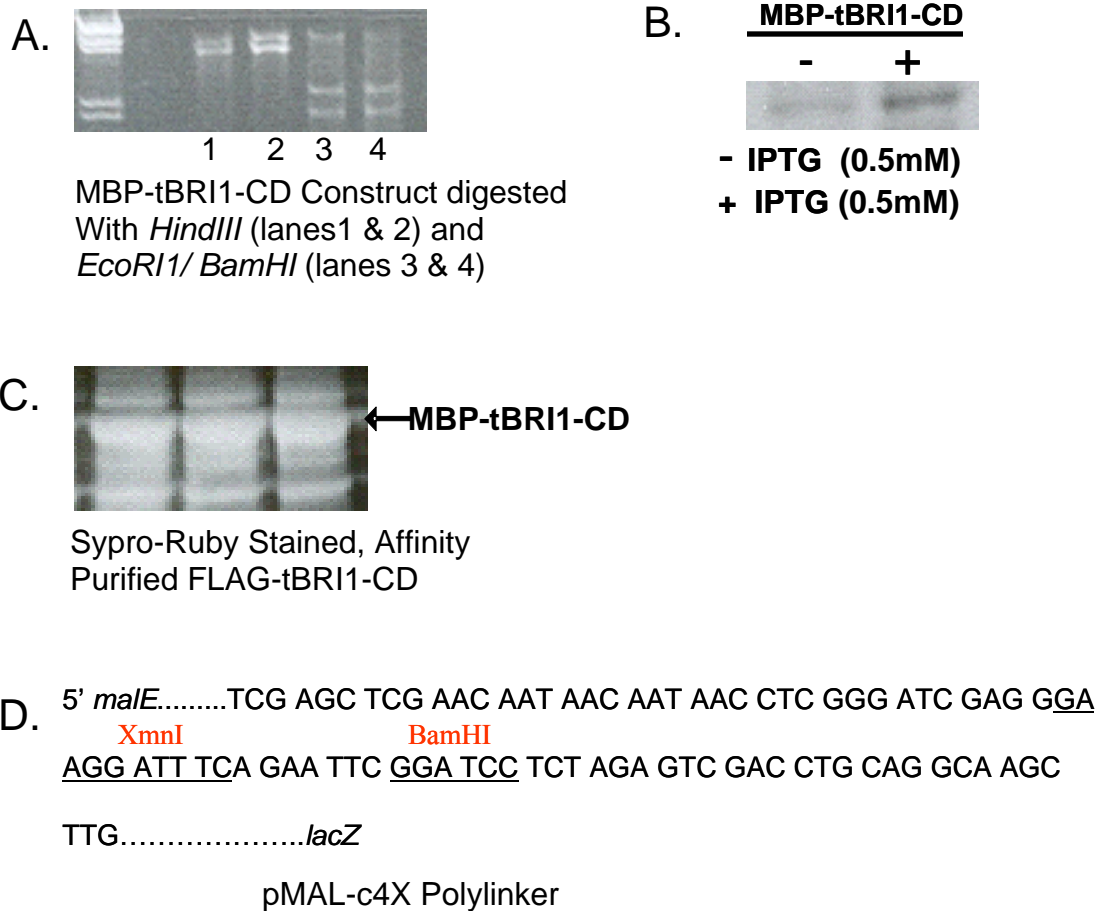 A.
1 2 3 4
MBP-tBRI1-CD Construct digested
With HindIII (lanes1 & 2) and
EcoRI1/ BamHI (lanes 3 & 4)
B.
MBP-tBRI1-CD
- +
- IPTG (0.5mM)
+ IPTG (0.5mM)
C.
MBP-tBRI1-CD
Sypro-Ruby Stained, Affinity
Purified FLAG-tBRI1-CD
D.
5' malE.........TCG AGC TCG AAC AAT AAC AAT AAC CTC GGG ATC GAG GGA
XmnI BamHI
AGG ATT TCA GAA TTC GGA TCC TCT AGA GTC GAC CTG CAG GCA AGC
TTG.....................lacZ
pMAL-c4X Polylinker